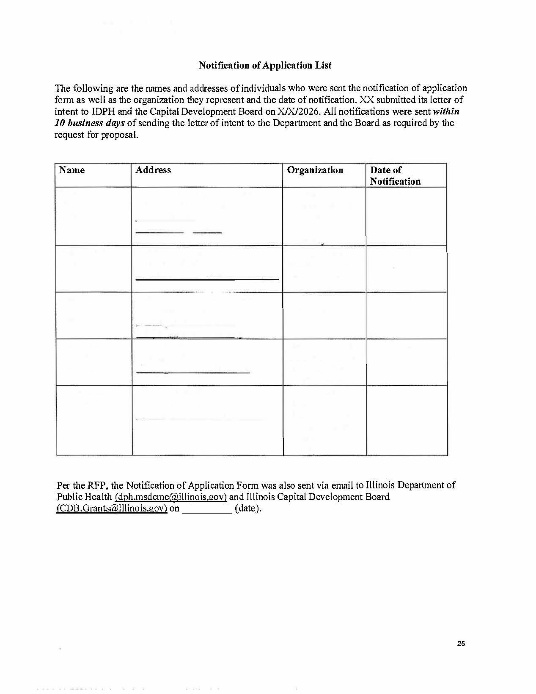 Notification of Application List
The following are the names and addresses of individuals who were sent the notification of application
form as well as the organization they represent and the date of notification. XX submitted its letter of
intent to IDPH and the Capital Development Board on X/X/2026. All notifications were sent within
10 business days of sending the letter of intent to the Department and the Board as required by the
request for proposal.
Name Address Organization Date of
Notification
Per the RFP, the Notification of Application Form was also sent via email to Illinois Department of
Public Health (dph.msdcmc@illinois.gov) and Illinois Capital Development Board
(CDB.Grants@Illinois.gov) on __________ (date).
25